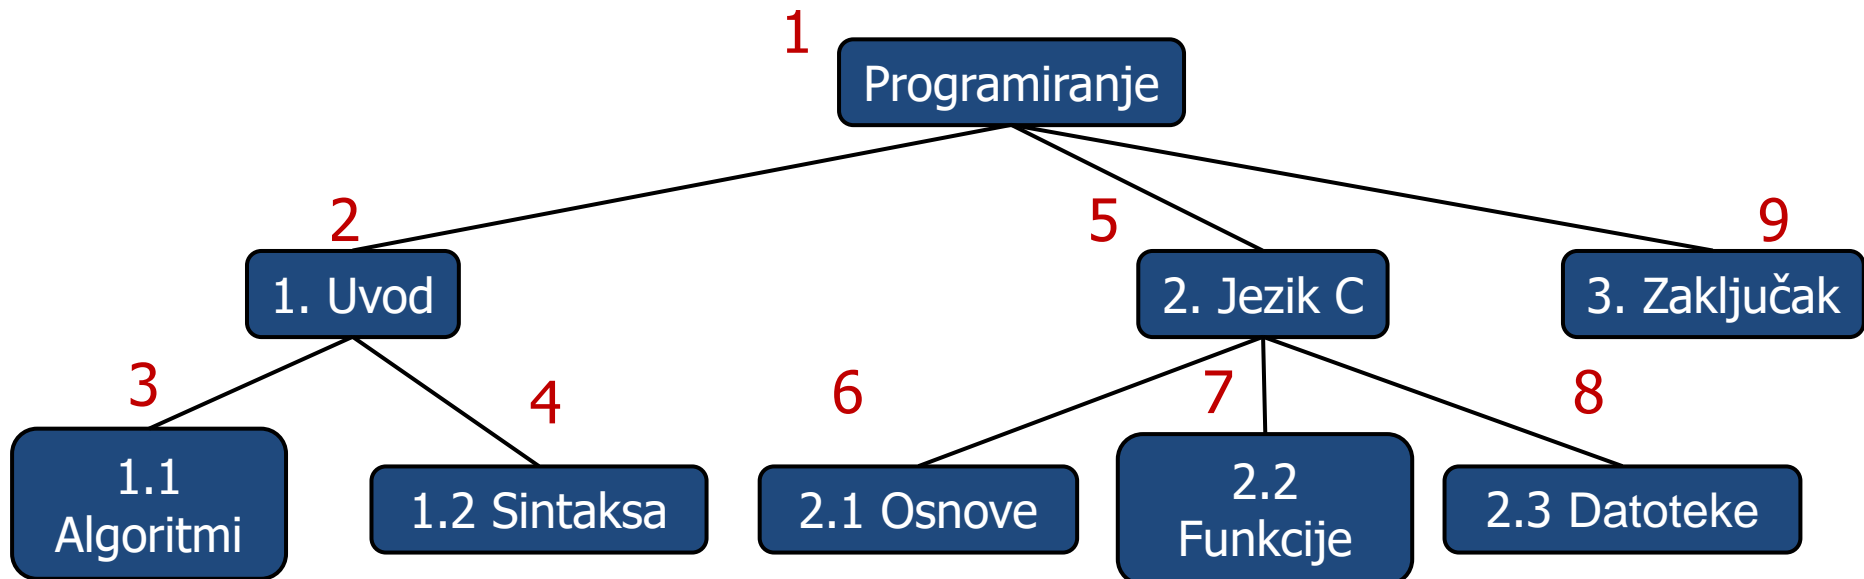 1
Programiranje
2
5
9
1. Uvod
2. Jezik C
3. Zaključak
3
4
6
7
8
1.1
Algoritmi
1.2 Sintaksa
2.1 Osnove
2.2
Funkcije
2.3 Datoteke